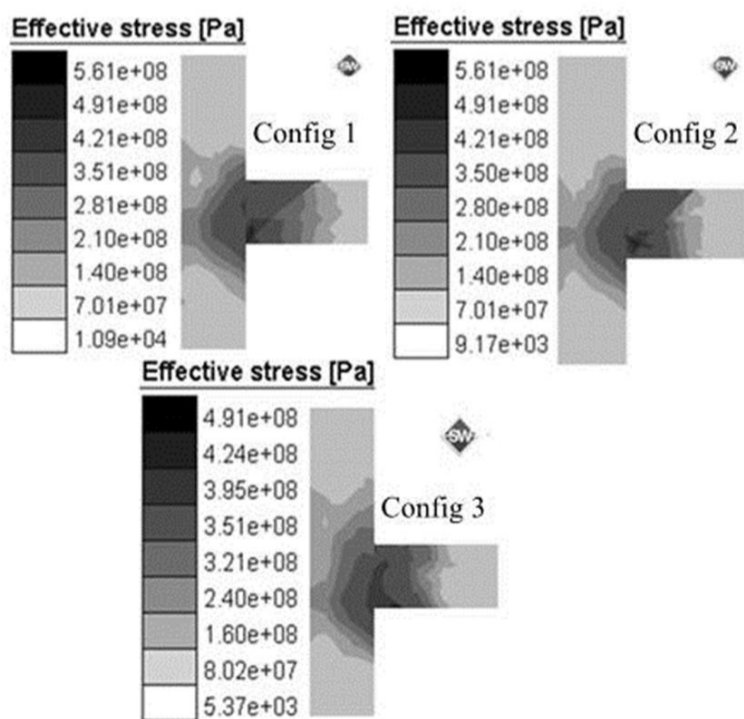 Effective stress [Pa]
5.61e+08
4.91e+08
4.21e+08
3.51e+08
2.81e+08
2.10e+08
1.40e+08
7.01e+07
1.09e+04
SW
Config 1
Effective stress [Pa]
5.61e+08
4.91e+08
4.21e+08
3.50e+08
2.80e+08
2.10e+08
1.40e+08
7.01e+07
9.17e+03
SW
Config 2
Effective stress [Pa]
4.91e+08
4.24e+08
3.95e+08
3.51e+08
3.21e+08
2.40e+08
1.60e+08
8.02e+07
5.37e+03
SW
Config 3